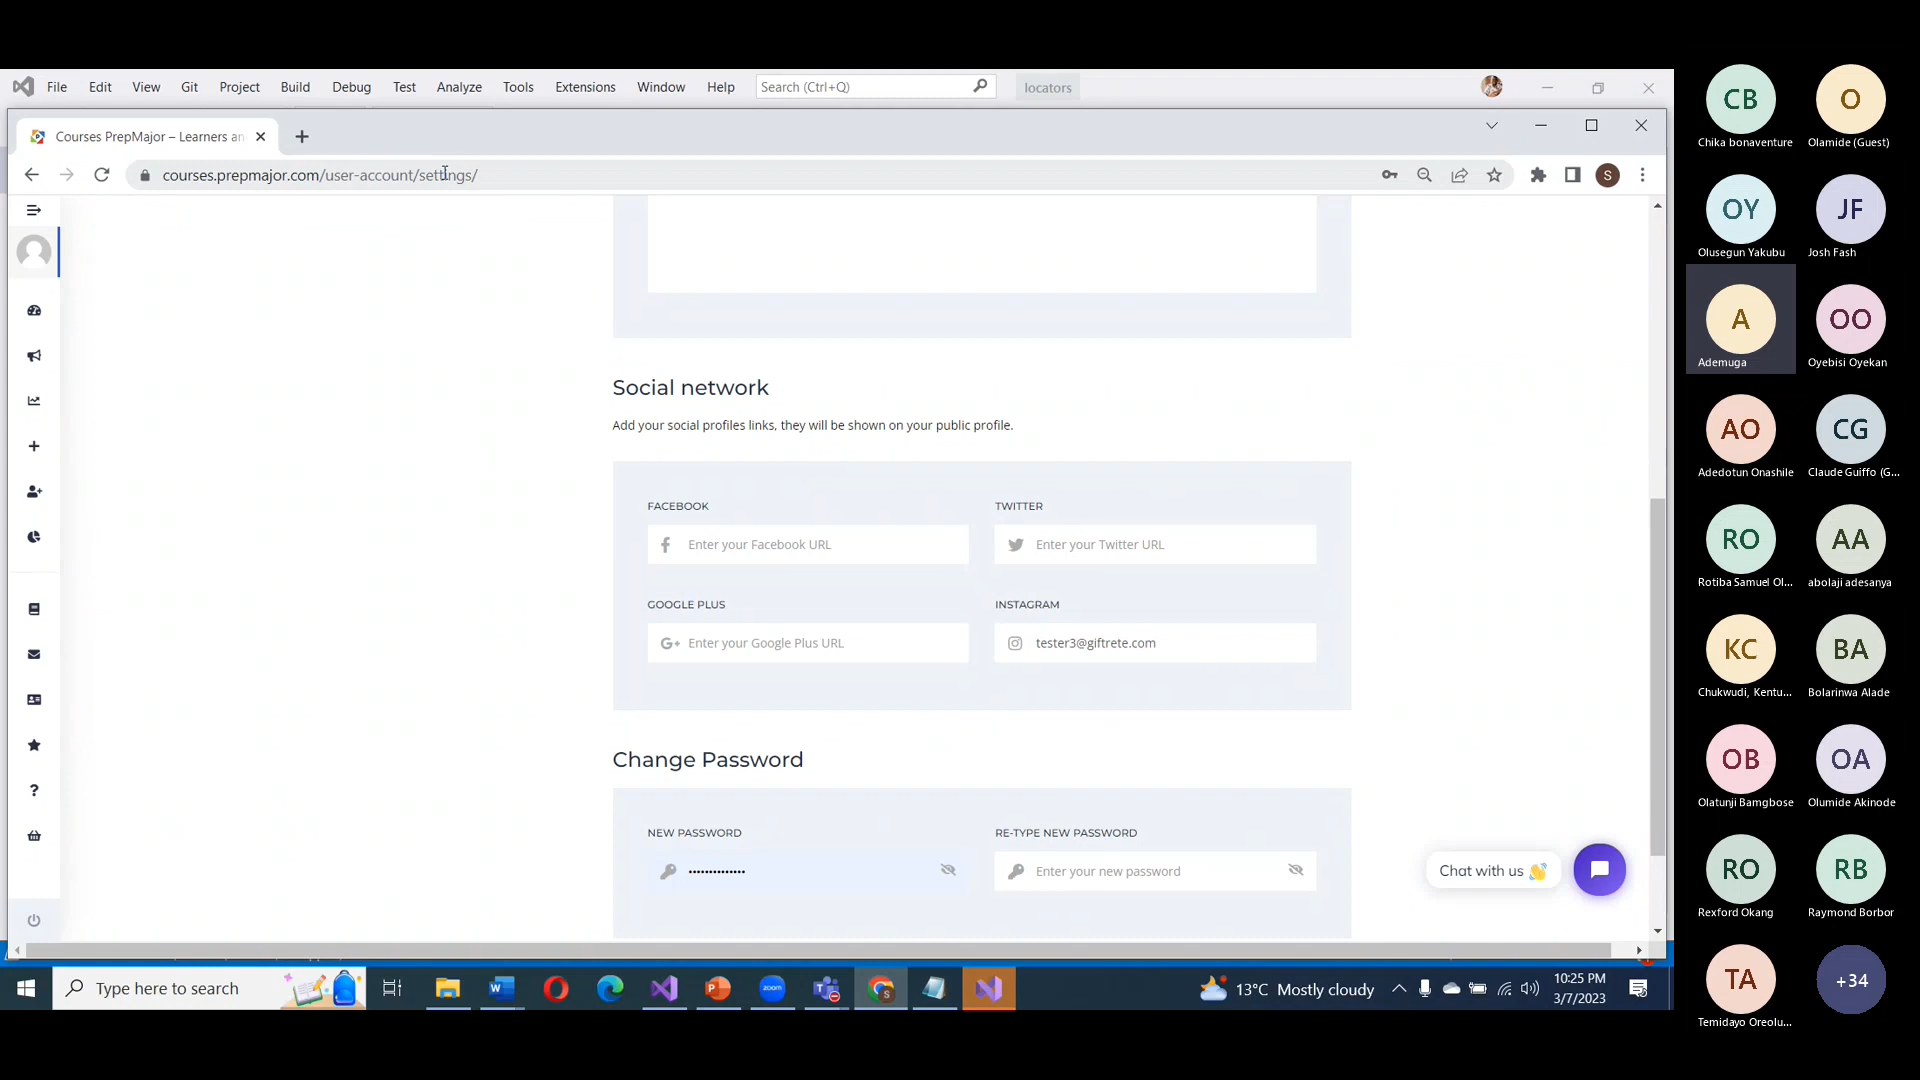 File Edit View Git Project Build Debug Test Analyze Tools Extensions Window Help Search (Ctrl+Q) locators
Courses PrepMajor – Learners an
courses.prepmajor.com/user-account/settings/
S
Social network
Add your social profiles links, they will be shown on your public profile.
FACEBOOK TWITTER
Enter your Facebook URL Enter your Twitter URL
GOOGLE PLUS INSTAGRAM
Enter your Google Plus URL tester3@giftrete.com
Change Password
NEW PASSWORD RE-TYPE NEW PASSWORD
•••••••••••••• Enter your new password
Chat with us 👋
Type here to search
13°C Mostly cloudy
10:25 PM
3/7/2023
CB O
Chika bonaventure Olamide (Guest)
OY JF
Olusegun Yakubu Josh Fash
A OO
Ademuga Oyebisi Oyekan
AO CG
Adedotun Onashile Claude Guiffo (G...
RO AA
Rotiba Samuel Ol... abolaji adesanya
KC BA
Chukwudi, Kentu... Bolarinwa Alade
OB OA
Olatunji Bamgbose Olumide Akinode
RO RB
Rexford Okang Raymond Borbor
TA +34
Temidayo Oreolu...